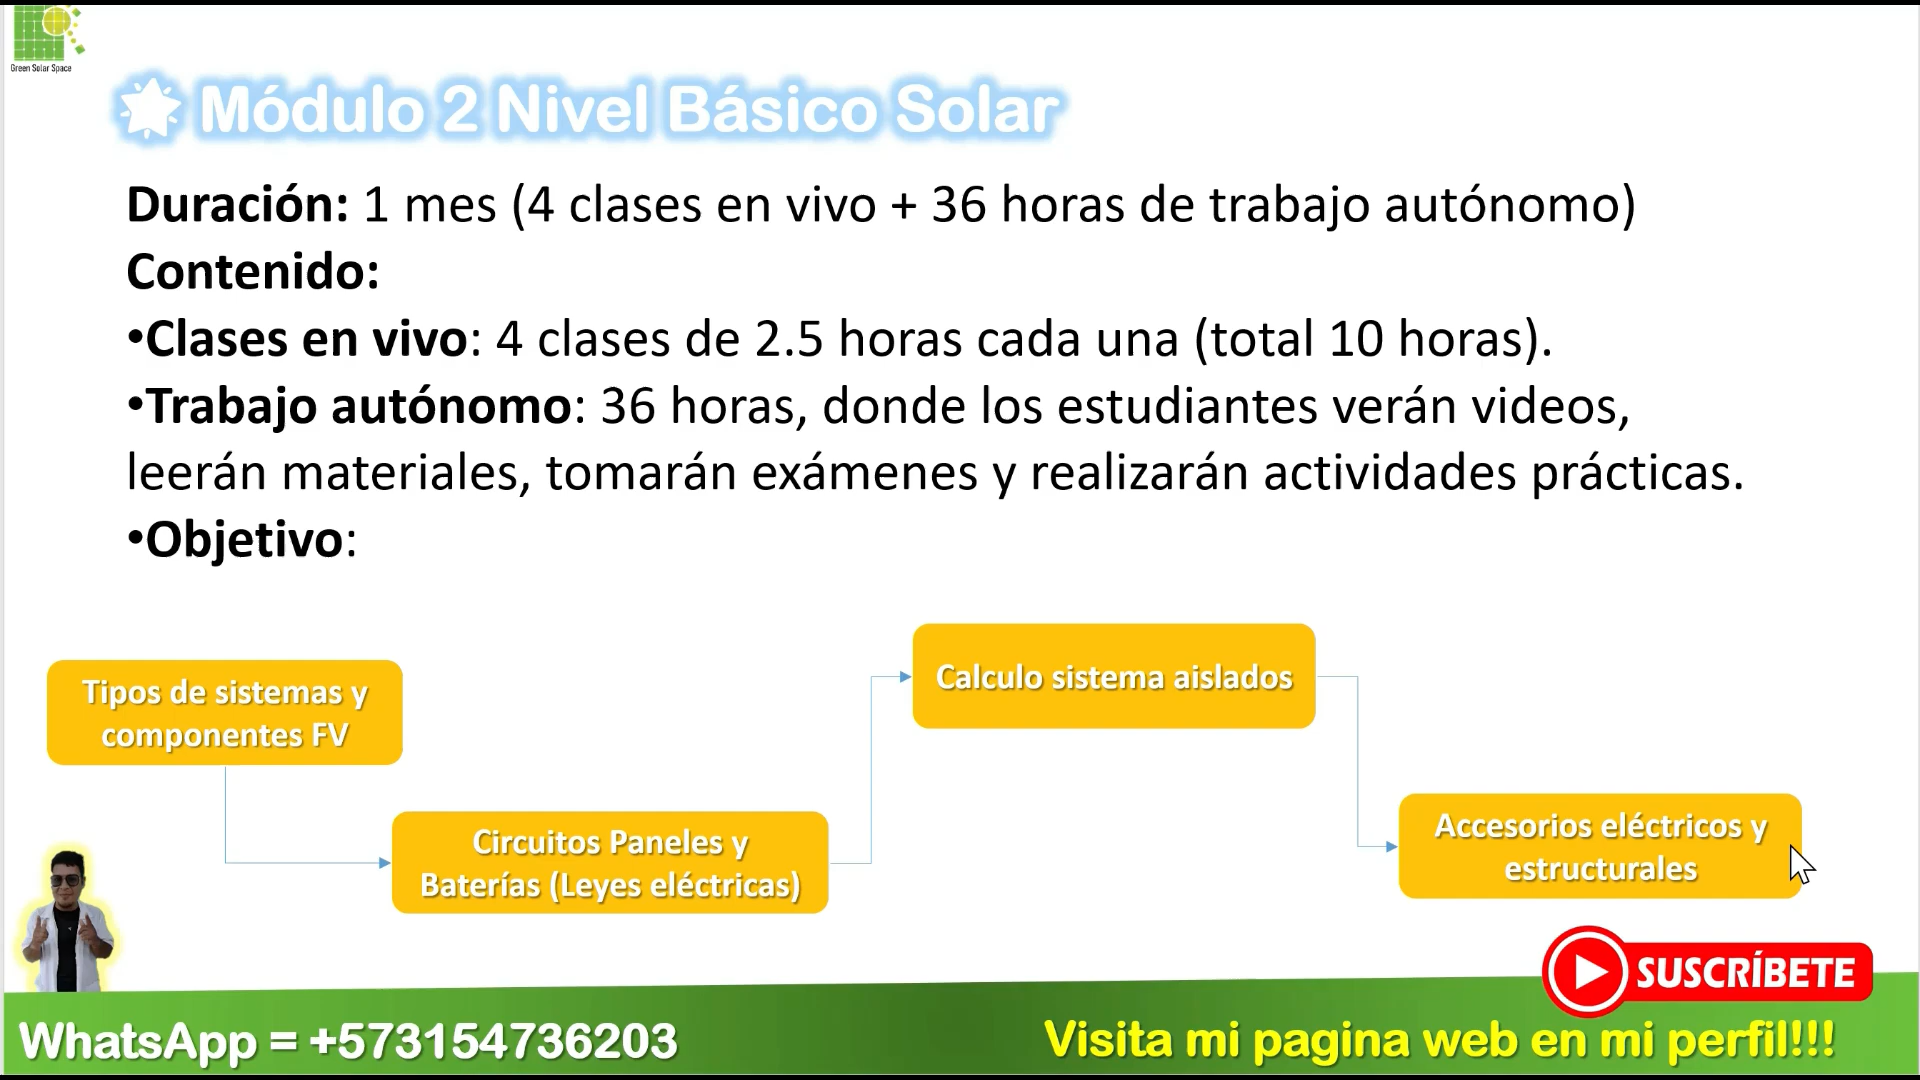 Green Solar Space
Módulo 2 Nivel Básico Solar
Duración: 1 mes (4 clases en vivo + 36 horas de trabajo autónomo)
Contenido:
•Clases en vivo: 4 clases de 2.5 horas cada una (total 10 horas).
•Trabajo autónomo: 36 horas, donde los estudiantes verán videos,
leerán materiales, tomarán exámenes y realizarán actividades prácticas.
•Objetivo:
Tipos de sistemas y
componentes FV
Circuitos Paneles y
Baterías (Leyes eléctricas)
Calculo sistema aislados
Accesorios eléctricos y
estructurales
SUSCRÍBETE
WhatsApp = +573154736203
Visita mi pagina web en mi perfil!!!